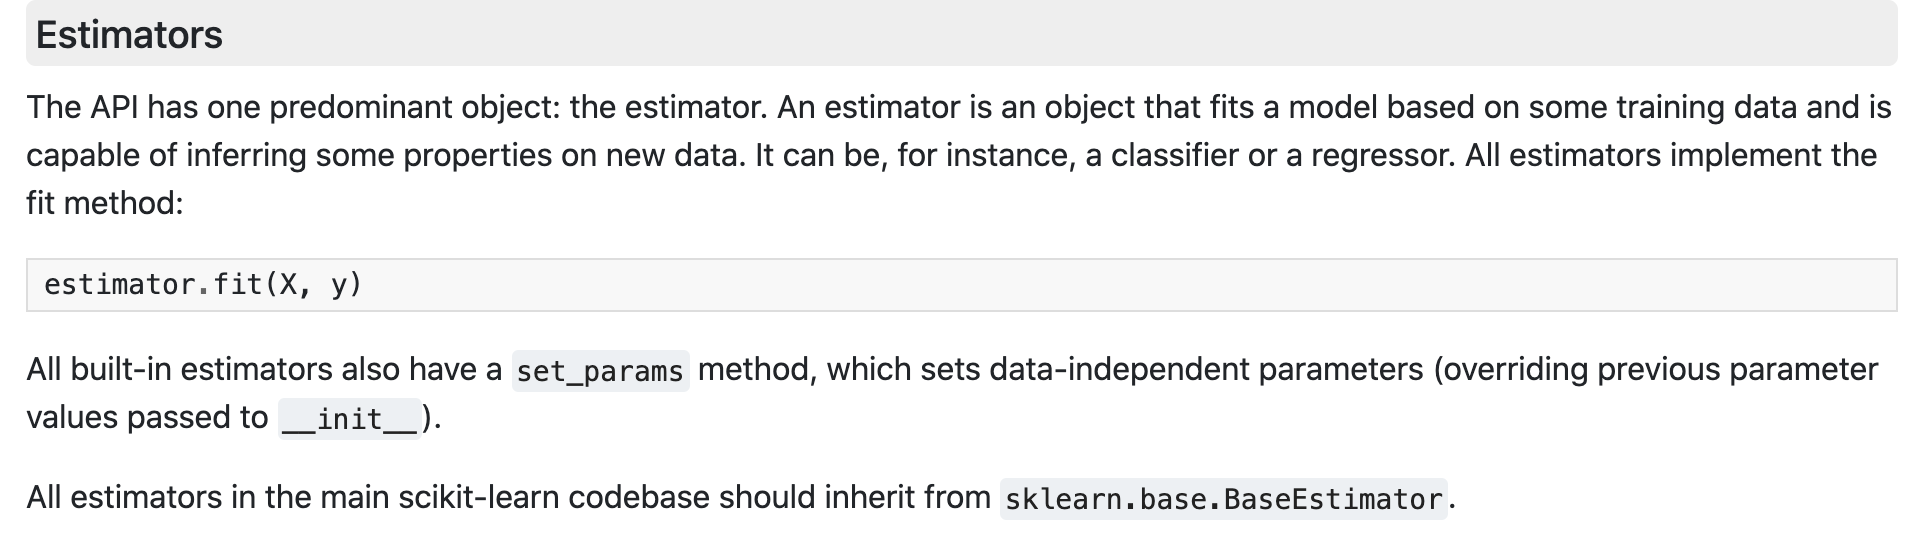 Estimators
The API has one predominant object: the estimator. An estimator is an object that fits a model based on some training data and is
capable of inferring some properties on new data. It can be, for instance, a classifier or a regressor. All estimators implement the
fit method:
estimator.fit(X, y)
All built-in estimators also have a set_params method, which sets data-independent parameters (overriding previous parameter
values passed to __init__).
All estimators in the main scikit-learn codebase should inherit from sklearn.base.BaseEstimator.